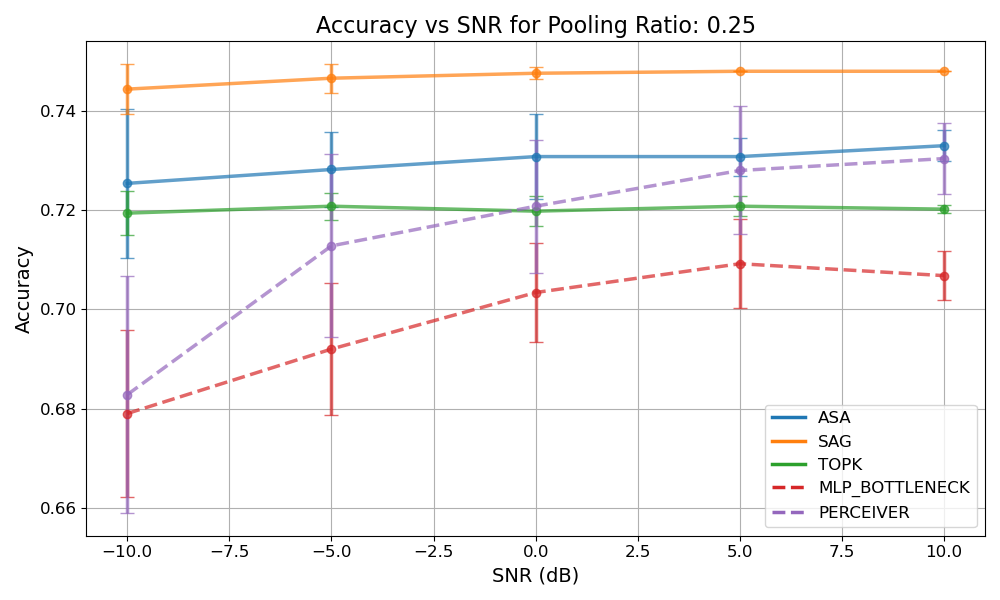 Accuracy vs SNR for Pooling Ratio: 0.25
Accuracy
0.74
0.72
0.70
0.68
0.66
−10.0 −7.5 −5.0 −2.5 0.0 2.5 5.0 7.5 10.0
SNR (dB)
ASA
SAG
TOPK
MLP_BOTTLENECK
PERCEIVER